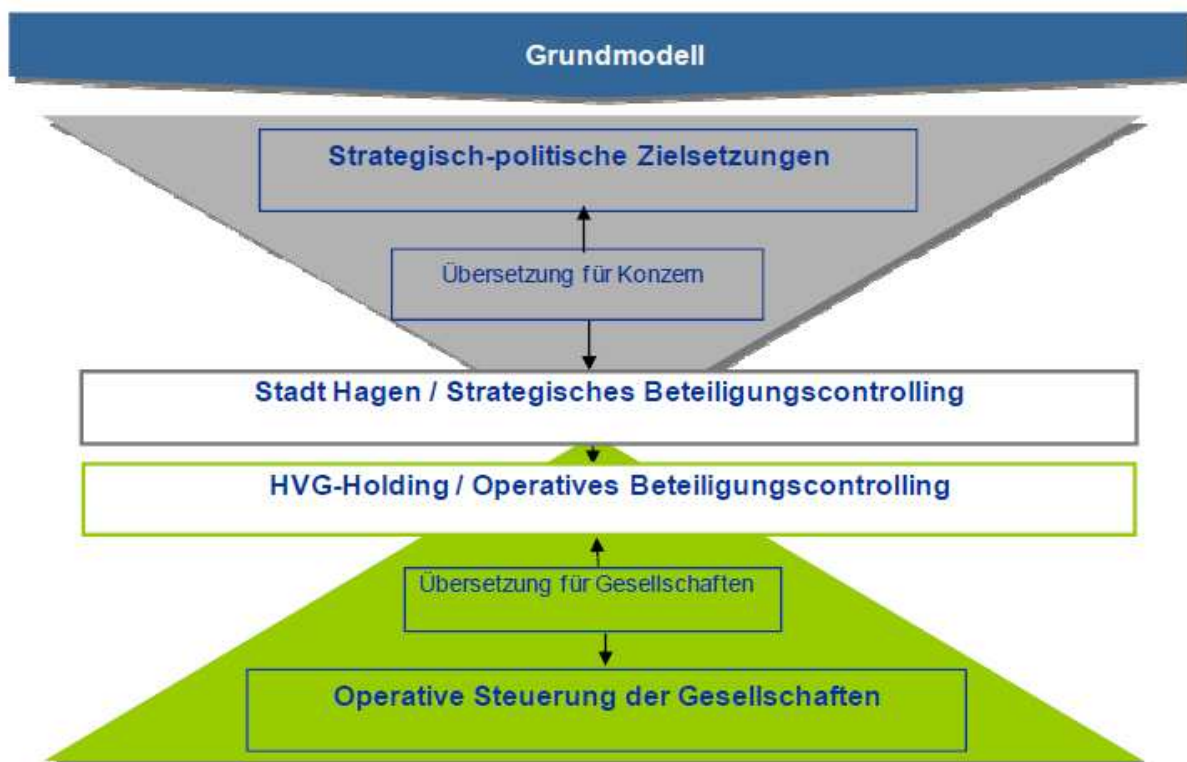 Grundmodell
Strategisch-politische Zielsetzungen
Übersetzung für Konzern
Stadt Hagen / Strategisches Beteiligungscontrolling
HVG-Holding / Operatives Beteiligungscontrolling
Übersetzung für Gesellschaften
Operative Steuerung der Gesellschaften